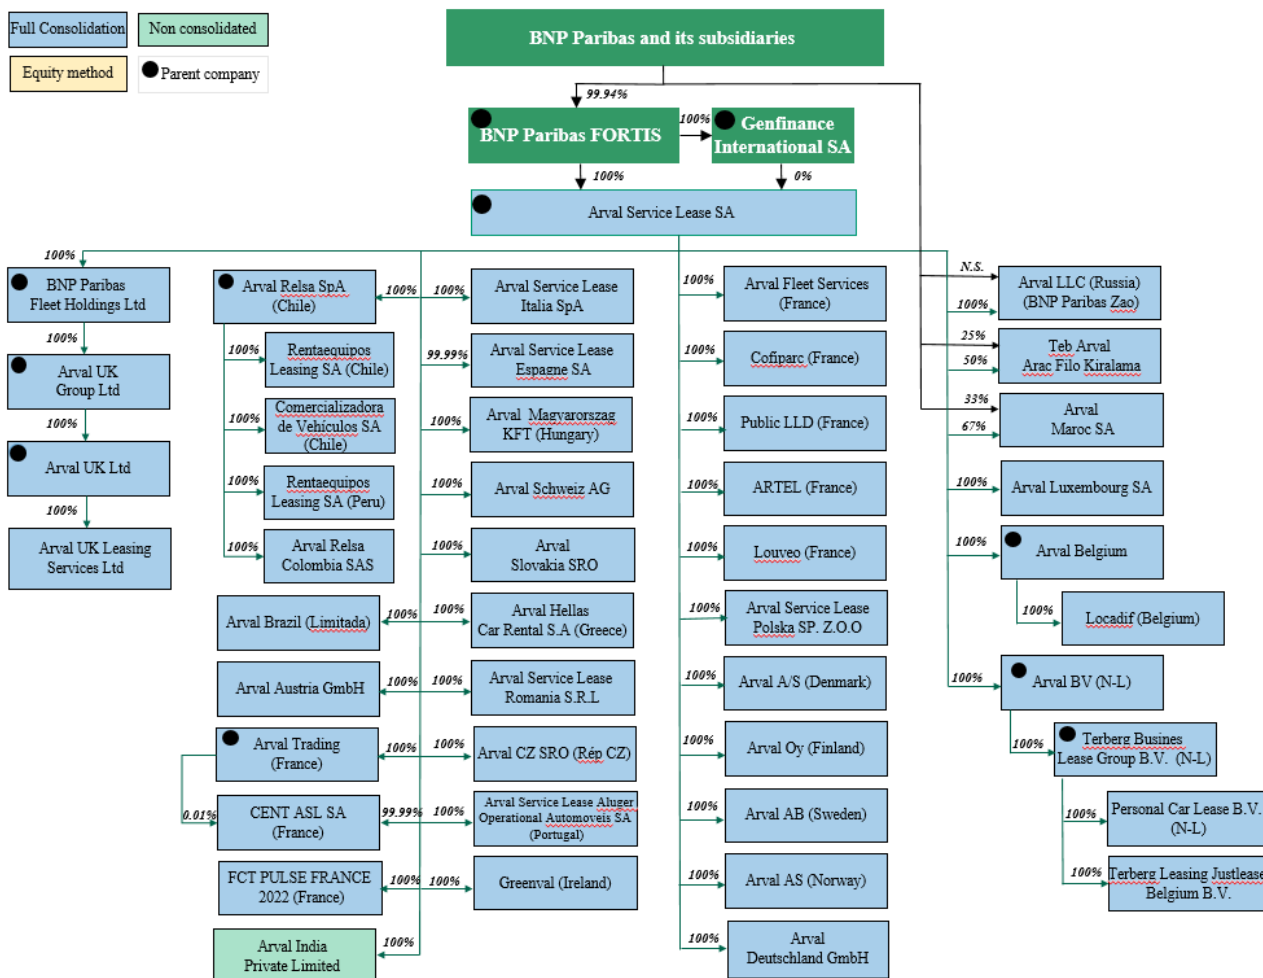 Full Consolidation
Non consolidated
Equity method
Parent company
BNP Paribas and its subsidiaries
99.94%
BNP Paribas FORTIS
100%
Genfinance
International SA
100%
0%
Arval Service Lease SA
100%
BNP Paribas
Fleet Holdings Ltd
100%
Arval UK
Group Ltd
100%
Arval UK Ltd
100%
Arval UK Leasing
Services Ltd
Arval Relsa SpA
(Chile)
100%
100%
Rentaequipos
Leasing SA (Chile)
100%
Comercializadora
de Vehículos SA
(Chile)
100%
Rentaequipos
Leasing SA (Peru)
100%
Arval Relsa
Colombia SAS
Arval Brazil (Limitada)
100%
Arval Austria GmbH
100%
Arval Trading
(France)
100%
0.01%
CENT ASL SA
(France)
99.99%
FCT PULSE FRANCE
2022 (France)
100%
Arval India
Private Limited
100%
100%
Arval Service Lease
Italia SpA
99.99%
Arval Service Lease
Espagne SA
100%
Arval Magyarorszag
KFT (Hungary)
100%
Arval Schweiz AG
100%
Arval
Slovakia SRO
100%
Arval Hellas
Car Rental S.A (Greece)
100%
Arval Service Lease
Romania S.R.L
100%
Arval CZ SRO (Rép CZ)
100%
Arval Service Lease Aluger
Operational Automoveis SA
(Portugal)
100%
Greenval (Ireland)
100%
Arval Fleet Services
(France)
100%
Cofiparc (France)
100%
Public LLD (France)
100%
ARTEL (France)
100%
Louveo (France)
100%
Arval Service Lease
Polska SP. Z.O.O
100%
Arval A/S (Denmark)
100%
Arval Oy (Finland)
100%
Arval AB (Sweden)
100%
Arval AS (Norway)
100%
Arval
Deutschland GmbH
N.S.
100%
Arval LLC (Russia)
(BNP Paribas Zao)
25%
50%
Teb Arval
Arac Filo Kiralama
33%
67%
Arval
Maroc SA
100%
Arval Luxembourg SA
100%
Arval Belgium
100%
Locadif (Belgium)
100%
Arval BV (N-L)
100%
Terberg Busines
Lease Group B.V. (N-L)
100%
Personal Car Lease B.V.
(N-L)
100%
Terberg Leasing Justlease
Belgium B.V.